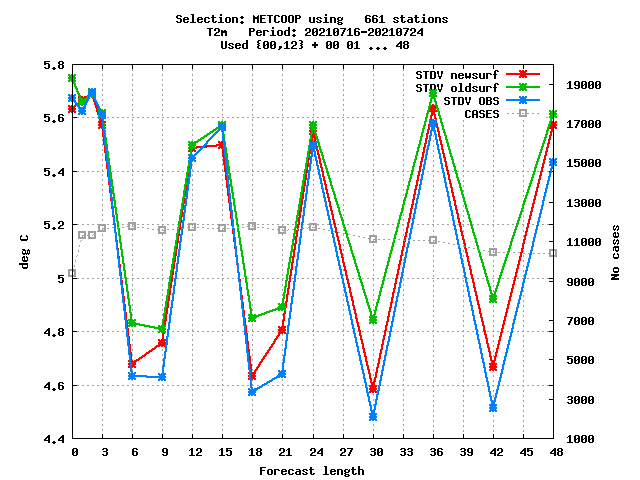 Selection: METCOOP using   661 stations
T2m   Period: 20210716-20210724
Used {00,12} + 00 01 ... 48
STDV newsurf
STDV oldsurf
STDV OBS
CASES
5.8
5.6
5.4
5.2
5
4.8
4.6
4.4
deg C
19000
17000
15000
13000
11000
9000
7000
5000
3000
1000
No cases
0 3 6 9 12 15 18 21 24 27 30 33 36 39 42 45 48
Forecast length